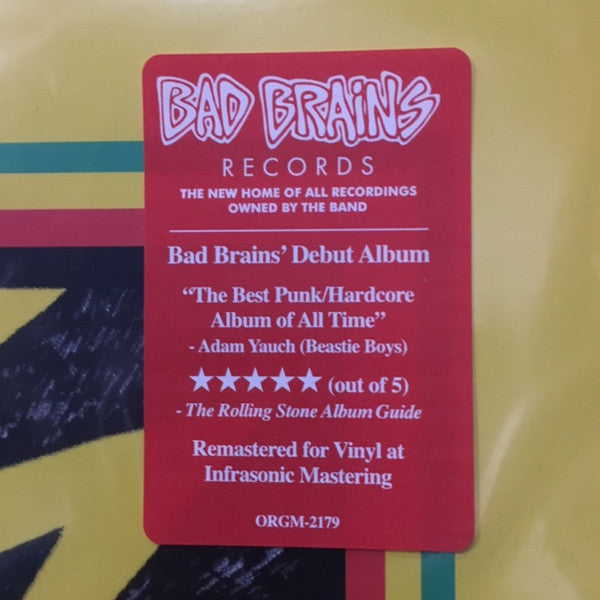 BAD BRAINS
RECORDS
THE NEW HOME OF ALL RECORDINGS
OWNED BY THE BAND
Bad Brains’ Debut Album
“The Best Punk/Hardcore
Album of All Time”
- Adam Yauch (Beastie Boys)
★★★★★ (out of 5)
- The Rolling Stone Album Guide
Remastered for Vinyl at
Infrasonic Mastering
ORGM-2179